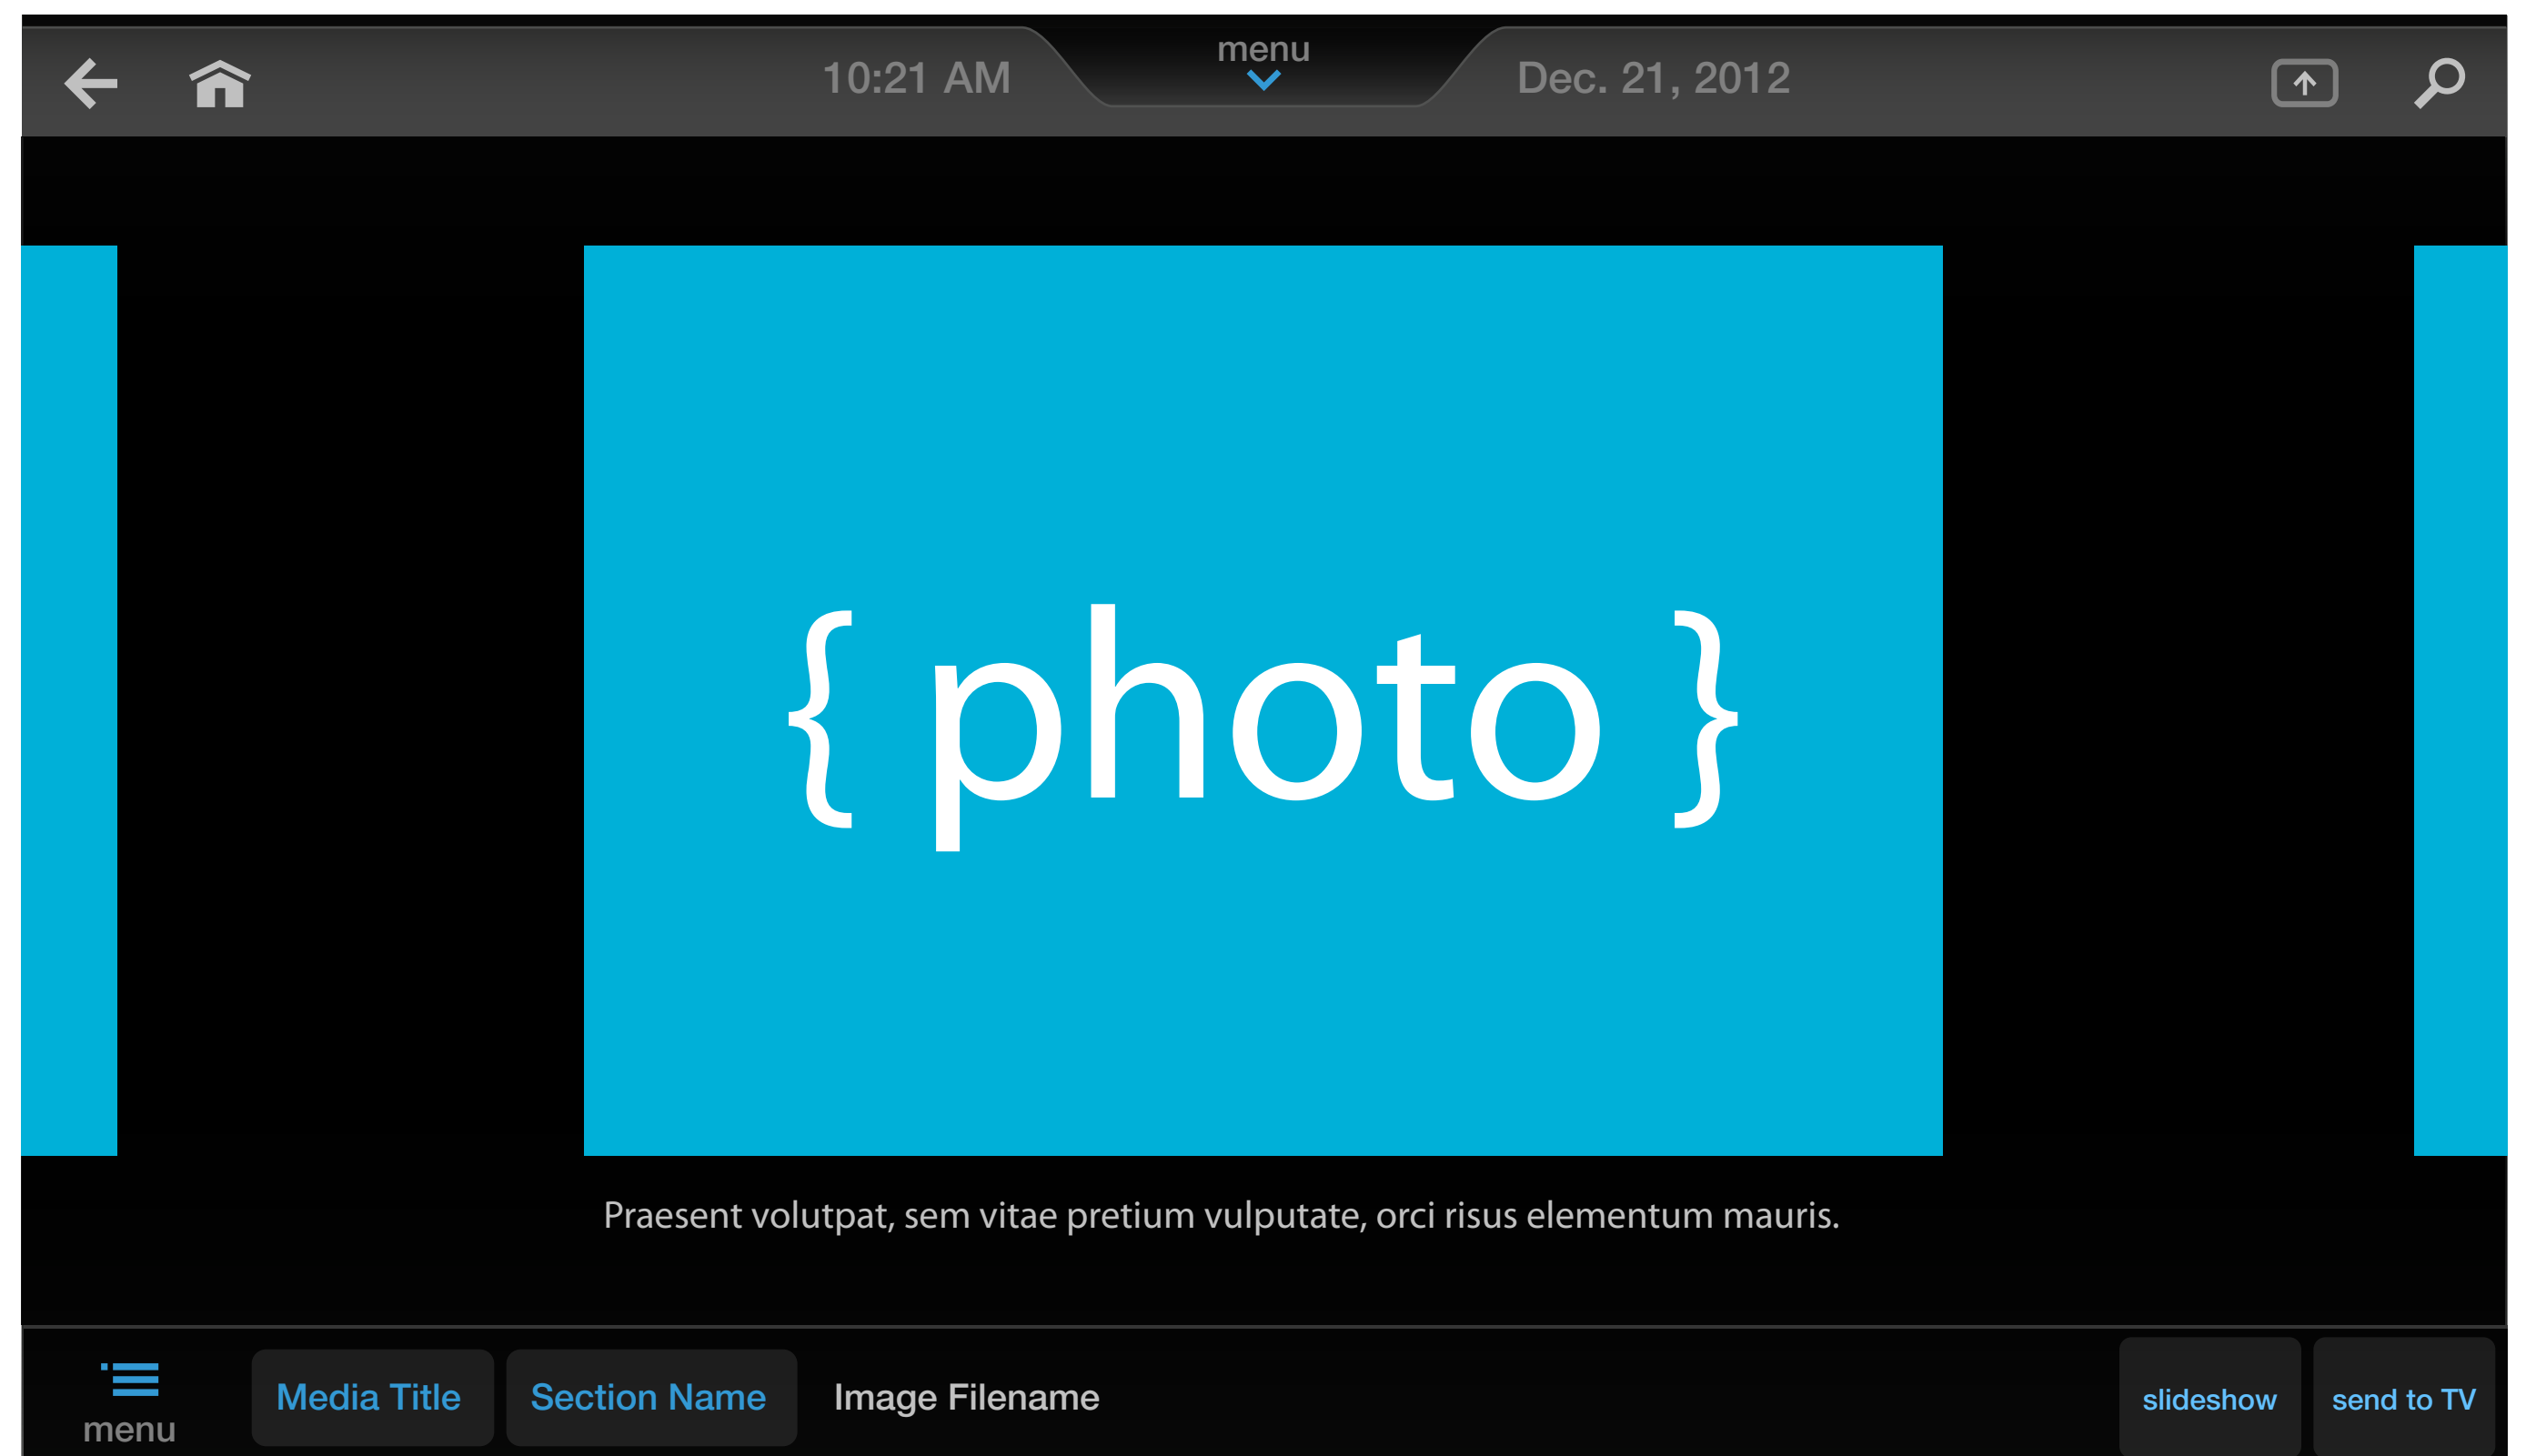 menu
10:21 AM
Dec. 21, 2012
{ photo }
Praesent volutpat, sem vitae pretium vulputate, orci risus elementum mauris.
menu
Media Title
Section Name
Image Filename
slideshow
send to TV